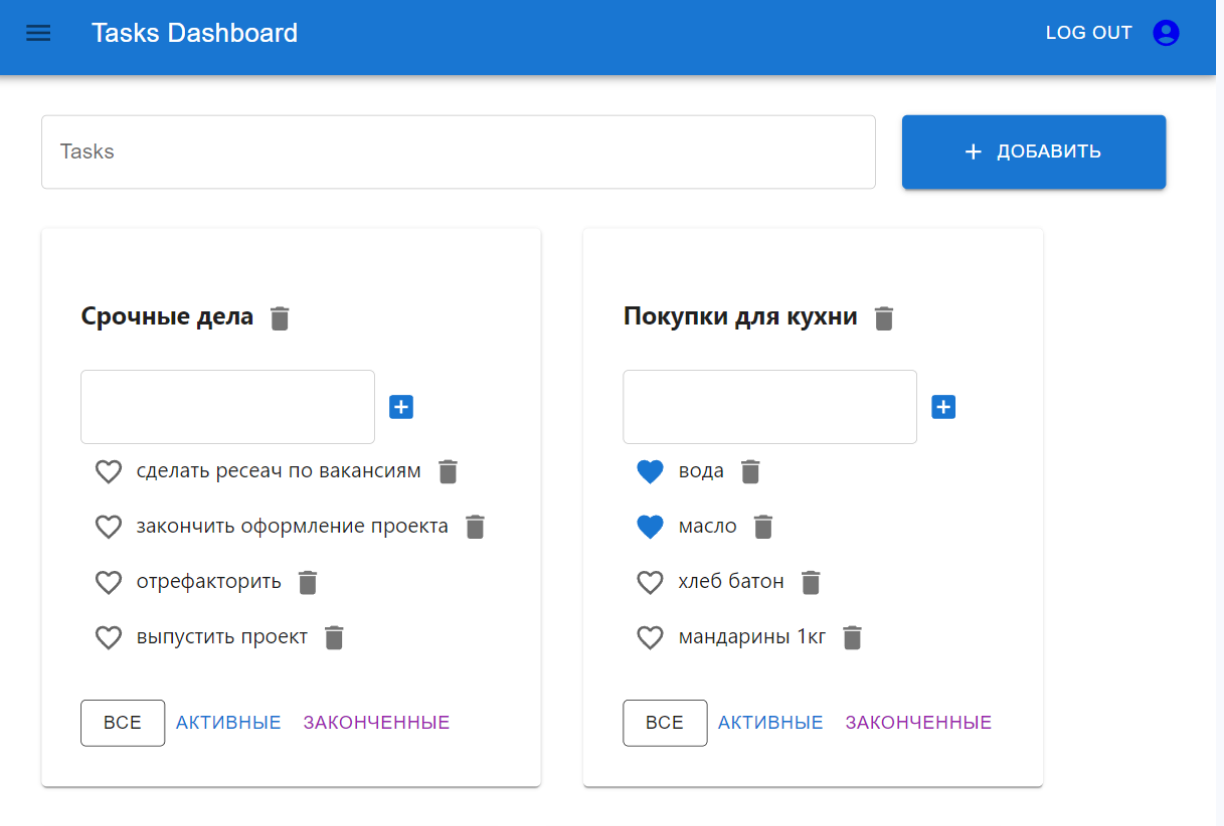 Tasks Dashboard
LOG OUT
Tasks
+ ДОБАВИТЬ
Срочные дела
сделать ресеач по вакансиям
закончить оформление проекта
отрефакторить
выпустить проект
ВСЕ АКТИВНЫЕ ЗАКОНЧЕННЫЕ
Покупки для кухни
вода
масло
хлеб батон
мандарины 1кг
ВСЕ АКТИВНЫЕ ЗАКОНЧЕННЫЕ